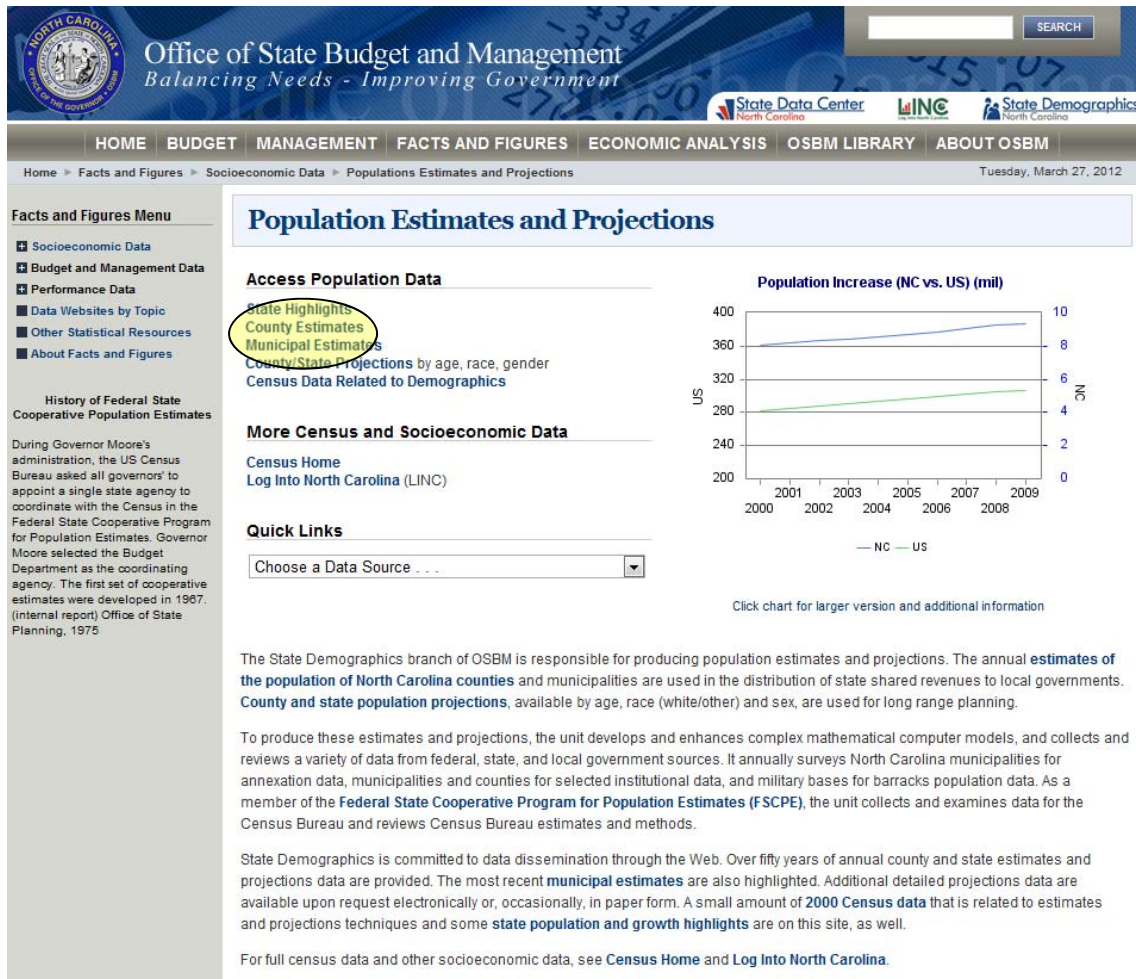 NORTH CAROLINA
STATE OF
OFFICE OF THE GOVERNOR OSBM
Office of State Budget and Management
Balancing Needs - Improving Government
SEARCH
State Data Center
North Carolina
LINC
Log Into North Carolina
State Demographics
North Carolina
HOME BUDGET MANAGEMENT FACTS AND FIGURES ECONOMIC ANALYSIS OSBM LIBRARY ABOUT OSBM
Home Facts and Figures Socioeconomic Data Populations Estimates and Projections
Tuesday, March 27, 2012
Facts and Figures Menu
Socioeconomic Data
Budget and Management Data
Performance Data
Data Websites by Topic
Other Statistical Resources
About Facts and Figures
History of Federal State
Cooperative Population Estimates
During Governor Moore's
administration, the US Census
Bureau asked all governors' to
appoint a single state agency to
coordinate with the Census in the
Federal State Cooperative Program
for Population Estimates. Governor
Moore selected the Budget
Department as the coordinating
agency. The first set of cooperative
estimates were developed in 1967.
(internal report) Office of State
Planning, 1975
Population Estimates and Projections
Access Population Data
State Highlights
County Estimates
Municipal Estimates
County/State Projections by age, race, gender
Census Data Related to Demographics
More Census and Socioeconomic Data
Census Home
Log Into North Carolina (LINC)
Quick Links
Choose a Data Source . . .
Population Increase (NC vs. US) (mil)
400 10
360 8
320 6
US NC
280 4
240 2
200 0
2001 2003 2005 2007 2009
2000 2002 2004 2006 2008
NC US
Click chart for larger version and additional information
The State Demographics branch of OSBM is responsible for producing population estimates and projections. The annual estimates of
the population of North Carolina counties and municipalities are used in the distribution of state shared revenues to local governments.
County and state population projections, available by age, race (white/other) and sex, are used for long range planning.
To produce these estimates and projections, the unit develops and enhances complex mathematical computer models, and collects and
reviews a variety of data from federal, state, and local government sources. It annually surveys North Carolina municipalities for
annexation data, municipalities and counties for selected institutional data, and military bases for barracks population data. As a
member of the Federal State Cooperative Program for Population Estimates (FSCPE), the unit collects and examines data for the
Census Bureau and reviews Census Bureau estimates and methods.
State Demographics is committed to data dissemination through the Web. Over fifty years of annual county and state estimates and
projections data are provided. The most recent municipal estimates are also highlighted. Additional detailed projections data are
available upon request electronically or, occasionally, in paper form. A small amount of 2000 Census data that is related to estimates
and projections techniques and some state population and growth highlights are on this site, as well.
For full census data and other socioeconomic data, see Census Home and Log Into North Carolina.